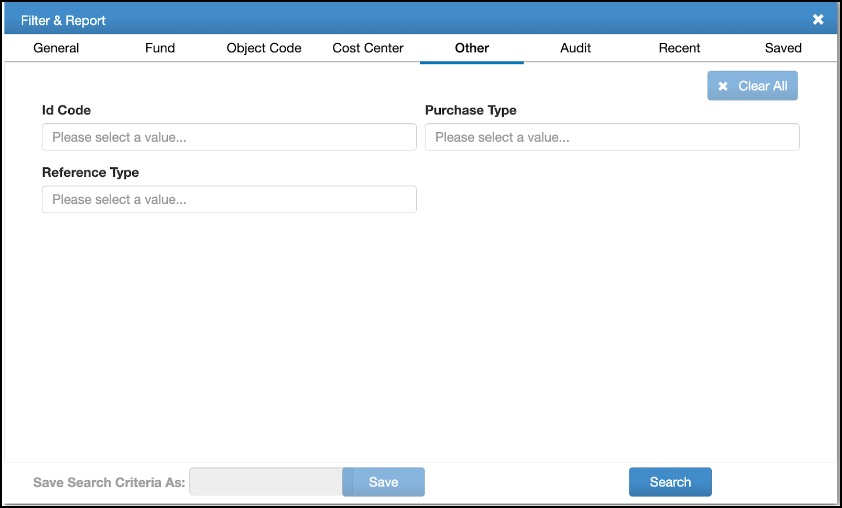 Filter & Report
General Fund Object Code Cost Center Other Audit Recent Saved
Clear All
Id Code Purchase Type
Please select a value... Please select a value...
Reference Type
Please select a value...
Save Search Criteria As: Save Search